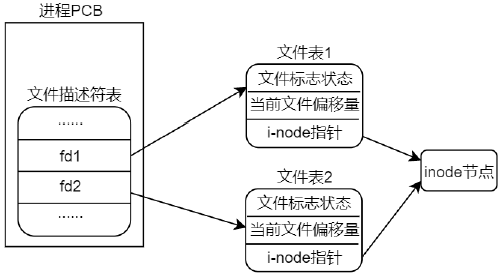 进程PCB
文件描述符表
......
fd1
fd2
......
文件表1
文件标志状态
当前文件偏移量
i-node指针
文件表2
文件标志状态
当前文件偏移量
i-node指针
inode节点